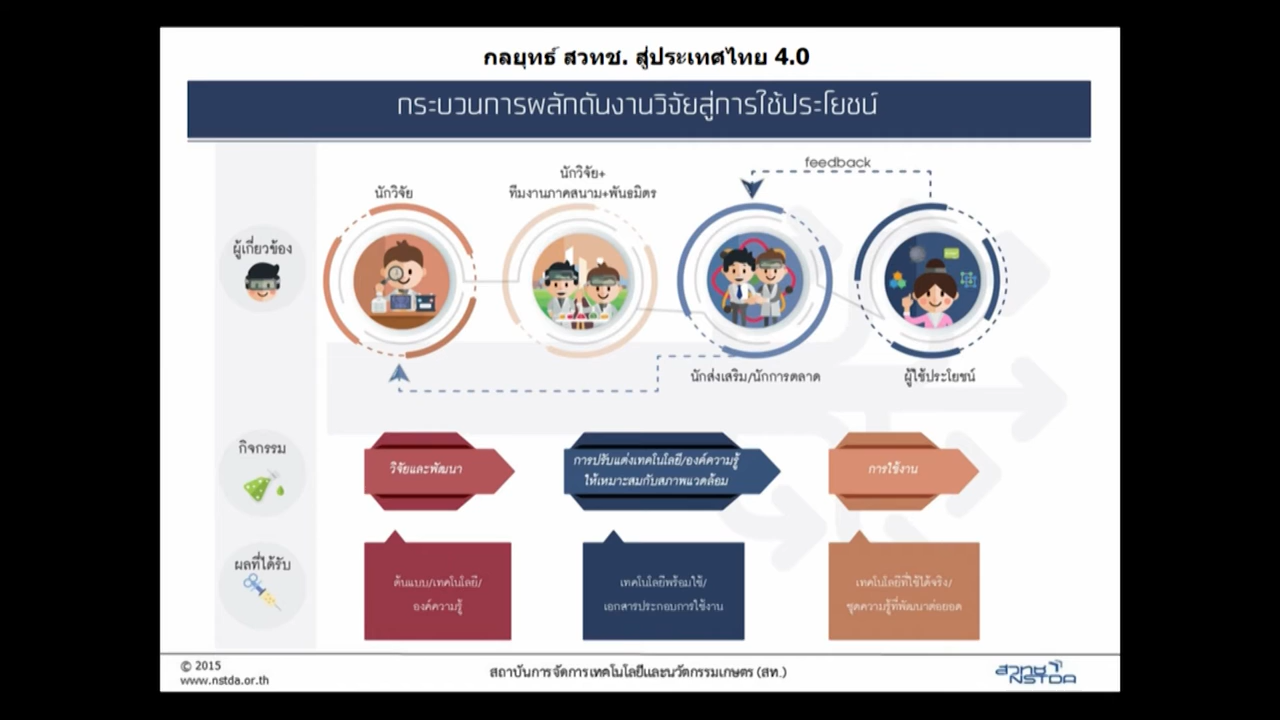 กลยุทธ์ สวทช. สู่ประเทศไทย 4.0
กระบวนการผลักดันงานวิจัยสู่การใช้ประโยชน์
feedback
นักวิจัย
นักวิจัย+
ทีมงานภาคสนาม+พันธมิตร
ผู้เกี่ยวข้อง
นักส่งเสริม/นักการตลาด
ผู้ใช้ประโยชน์
กิจกรรม
วิจัยและพัฒนา
การปรับแต่งเทคโนโลยี/องค์ความรู้
ให้เหมาะสมกับสภาพแวดล้อม
การใช้งาน
ผลที่ได้รับ
ต้นแบบ/เทคโนโลยี/
องค์ความรู้
เทคโนโลยีพร้อมใช้/
เอกสารประกอบการใช้งาน
เทคโนโลยีที่ใช้ได้จริง/
ชุดความรู้ที่พัฒนาต่อยอด
© 2015
www.nstda.or.th
สถาบันการจัดการเทคโนโลยีและนวัตกรรมเกษตร (สท.)
สวทช
NSTDA